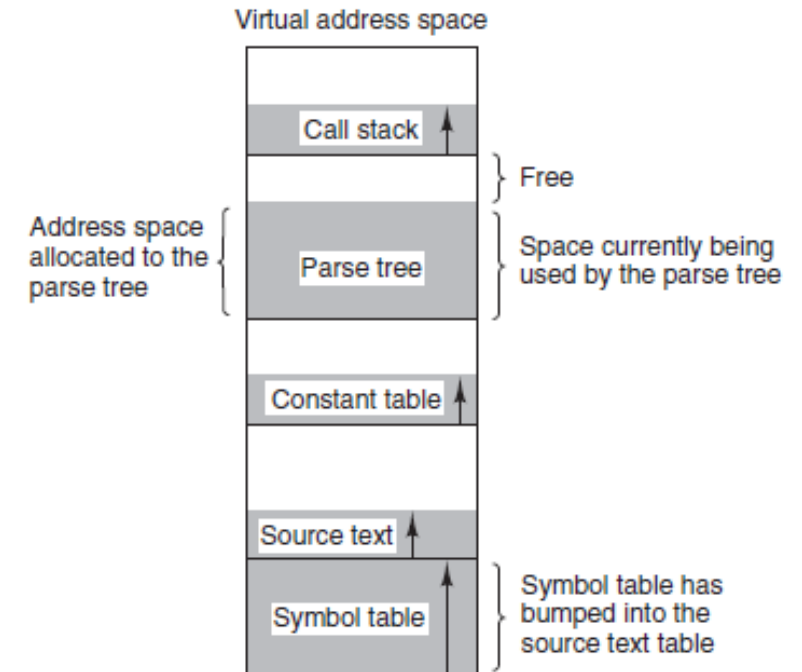 Virtual address space
Call stack
Free
Address space
allocated to the
parse tree
Parse tree
Space currently being
used by the parse tree
Constant table
Source text
Symbol table
Symbol table has
bumped into the
source text table